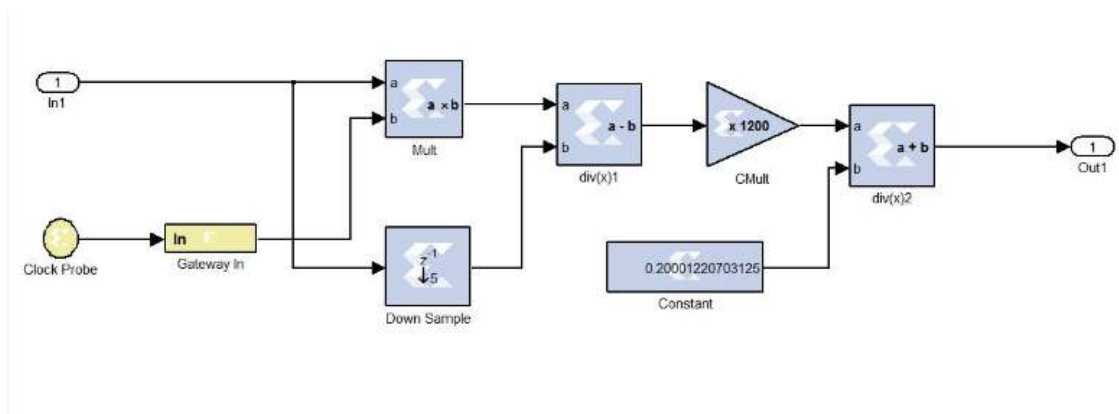 1
In1
a
b
a × b
Mult
a
b
a - b
div(x)1
x 1200
CMult
a
b
a + b
div(x)2
1
Out1
Clock Probe
In
Gateway In
z-1
↓5
Down Sample
0.20001220703125
Constant